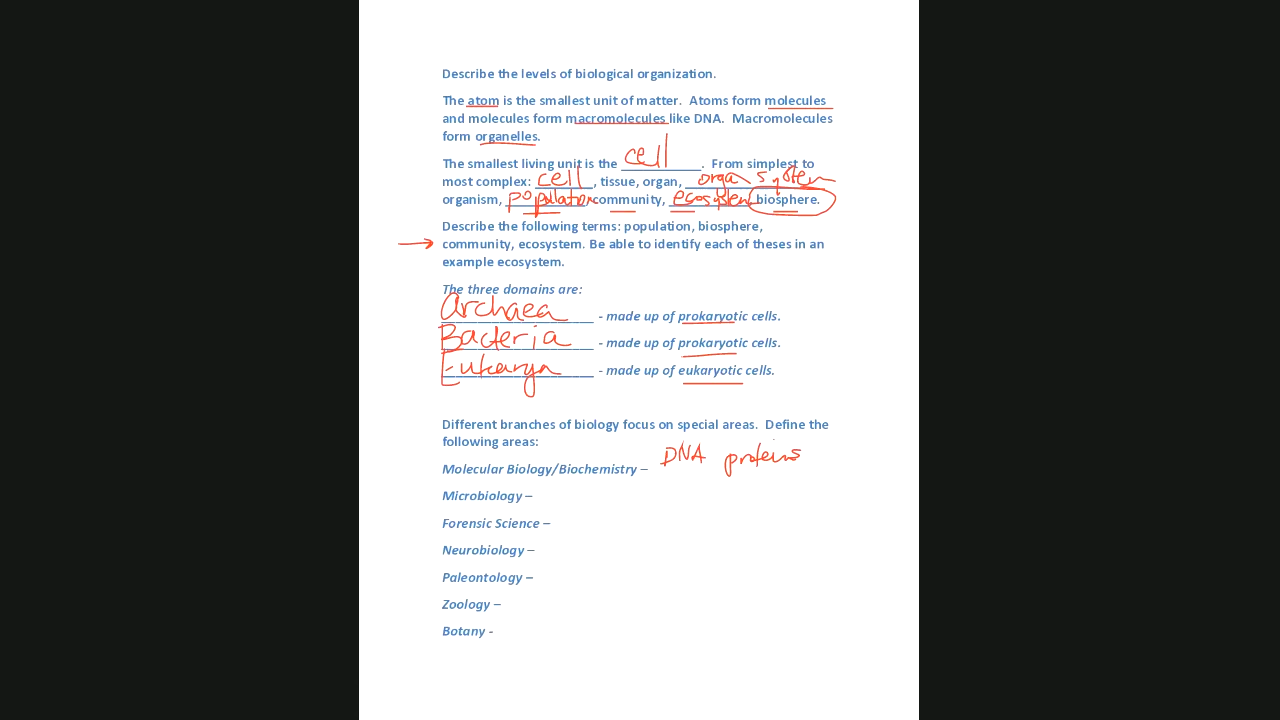 Describe the levels of biological organization.
The atom is the smallest unit of matter. Atoms form molecules
and molecules form macromolecules like DNA. Macromolecules
form organelles.
The smallest living unit is the cell. From simplest to
most complex: cell, tissue, organ, organ system
organism, population, community, ecosystem, biosphere.
Describe the following terms: population, biosphere,
community, ecosystem. Be able to identify each of theses in an
example ecosystem.
The three domains are:
Archaea - made up of prokaryotic cells.
Bacteria - made up of prokaryotic cells.
Eukarya - made up of eukaryotic cells.
Different branches of biology focus on special areas. Define the
following areas:
Molecular Biology/Biochemistry – DNA proteins
Microbiology –
Forensic Science –
Neurobiology –
Paleontology –
Zoology –
Botany -